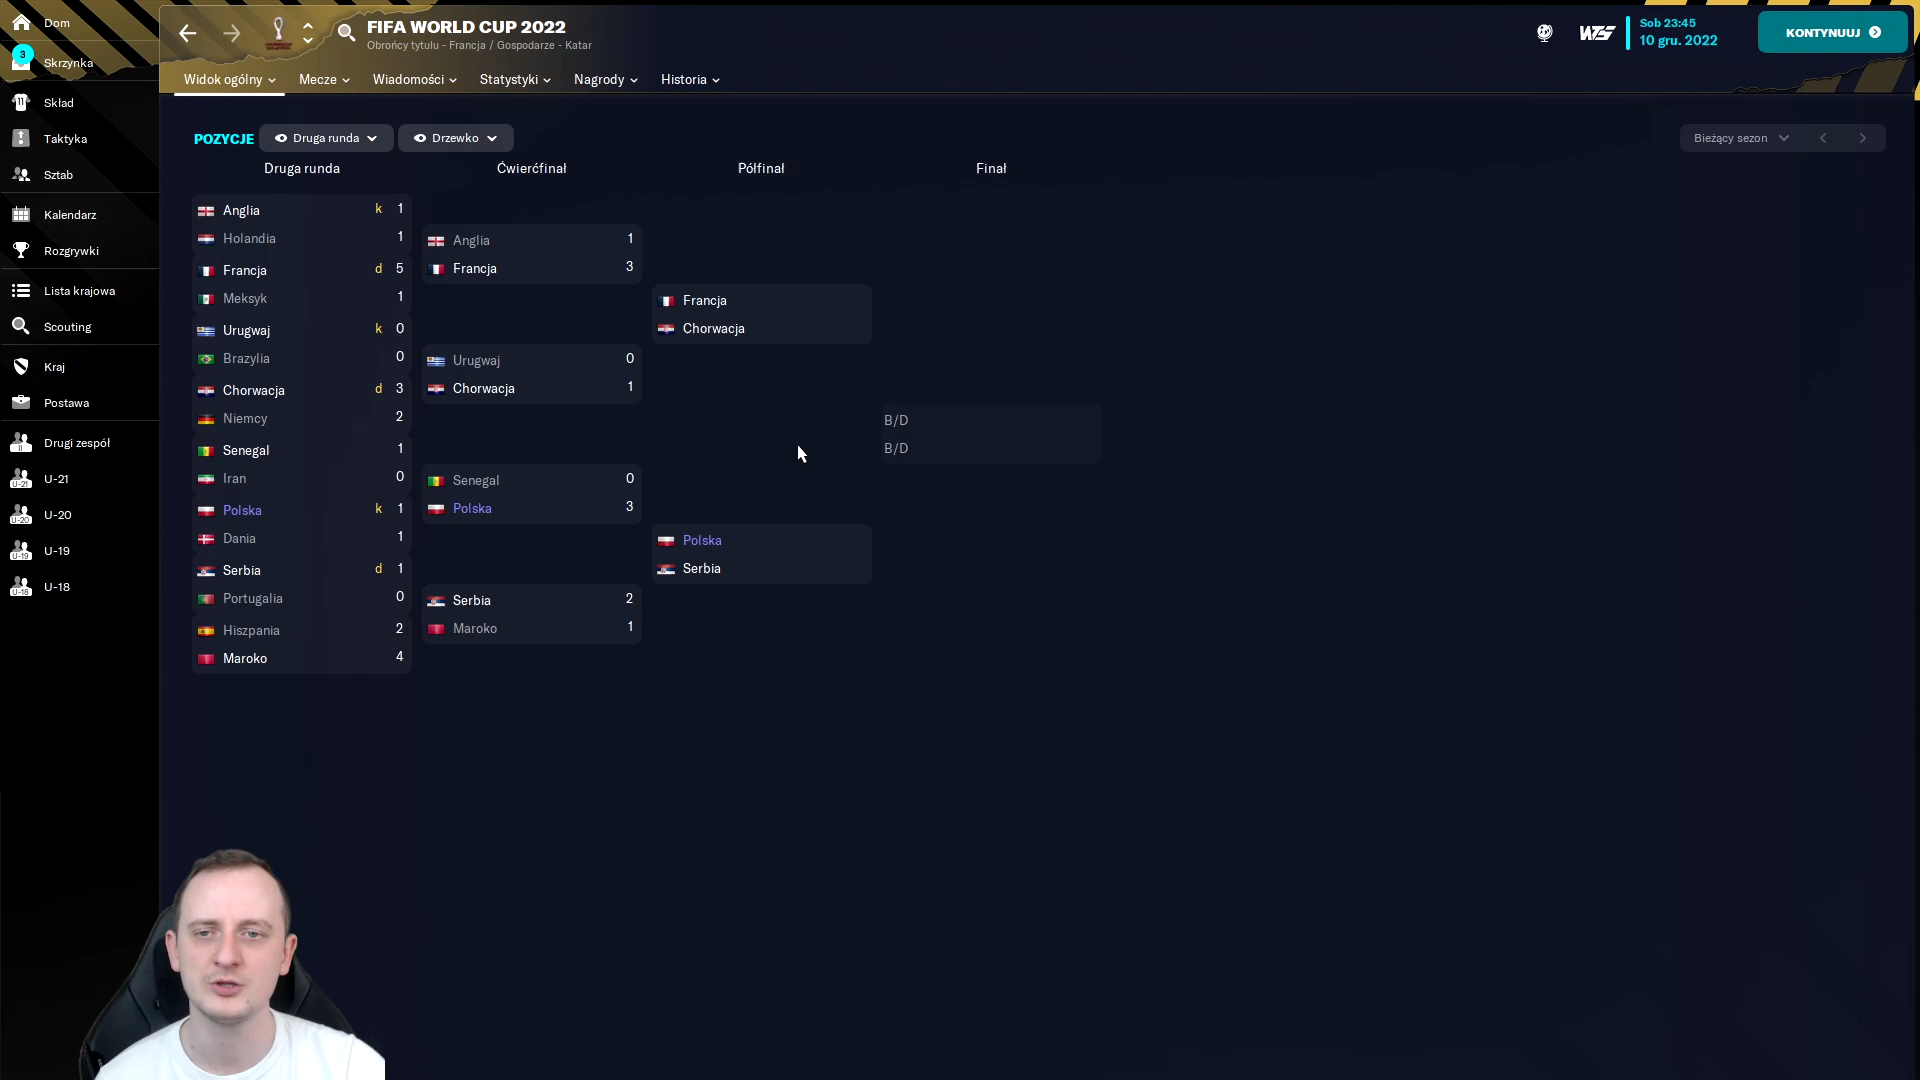 Dom
3
Skrzynka
Skład
Taktyka
Sztab
Kalendarz
Rozgrywki
Lista krajowa
Scouting
Kraj
Postawa
Drugi zespół
U-21
U-21
U-20
U-20
U-19
U-19
U-18
U-18
FIFA WORLD CUP 2022
Obrońcy tytułu - Francja / Gospodarze - Katar
Sob 23:45
10 gru. 2022
KONTYNUUJ
Widok ogólny
Mecze
Wiadomości
Statystyki
Nagrody
Historia
POZYCJE
Druga runda
Drzewko
Bieżący sezon
Druga runda
Ćwierćfinał
Półfinał
Finał
Anglia k 1
Holandia 1
Francja d 5
Meksyk 1
Urugwaj k 0
Brazylia 0
Chorwacja d 3
Niemcy 2
Senegal 1
Iran 0
Polska k 1
Dania 1
Serbia d 1
Portugalia 0
Hiszpania 2
Maroko 4
Anglia 1
Francja 3
Urugwaj 0
Chorwacja 1
Senegal 0
Polska 3
Serbia 2
Maroko 1
Francja
Chorwacja
Polska
Serbia
B/D
B/D